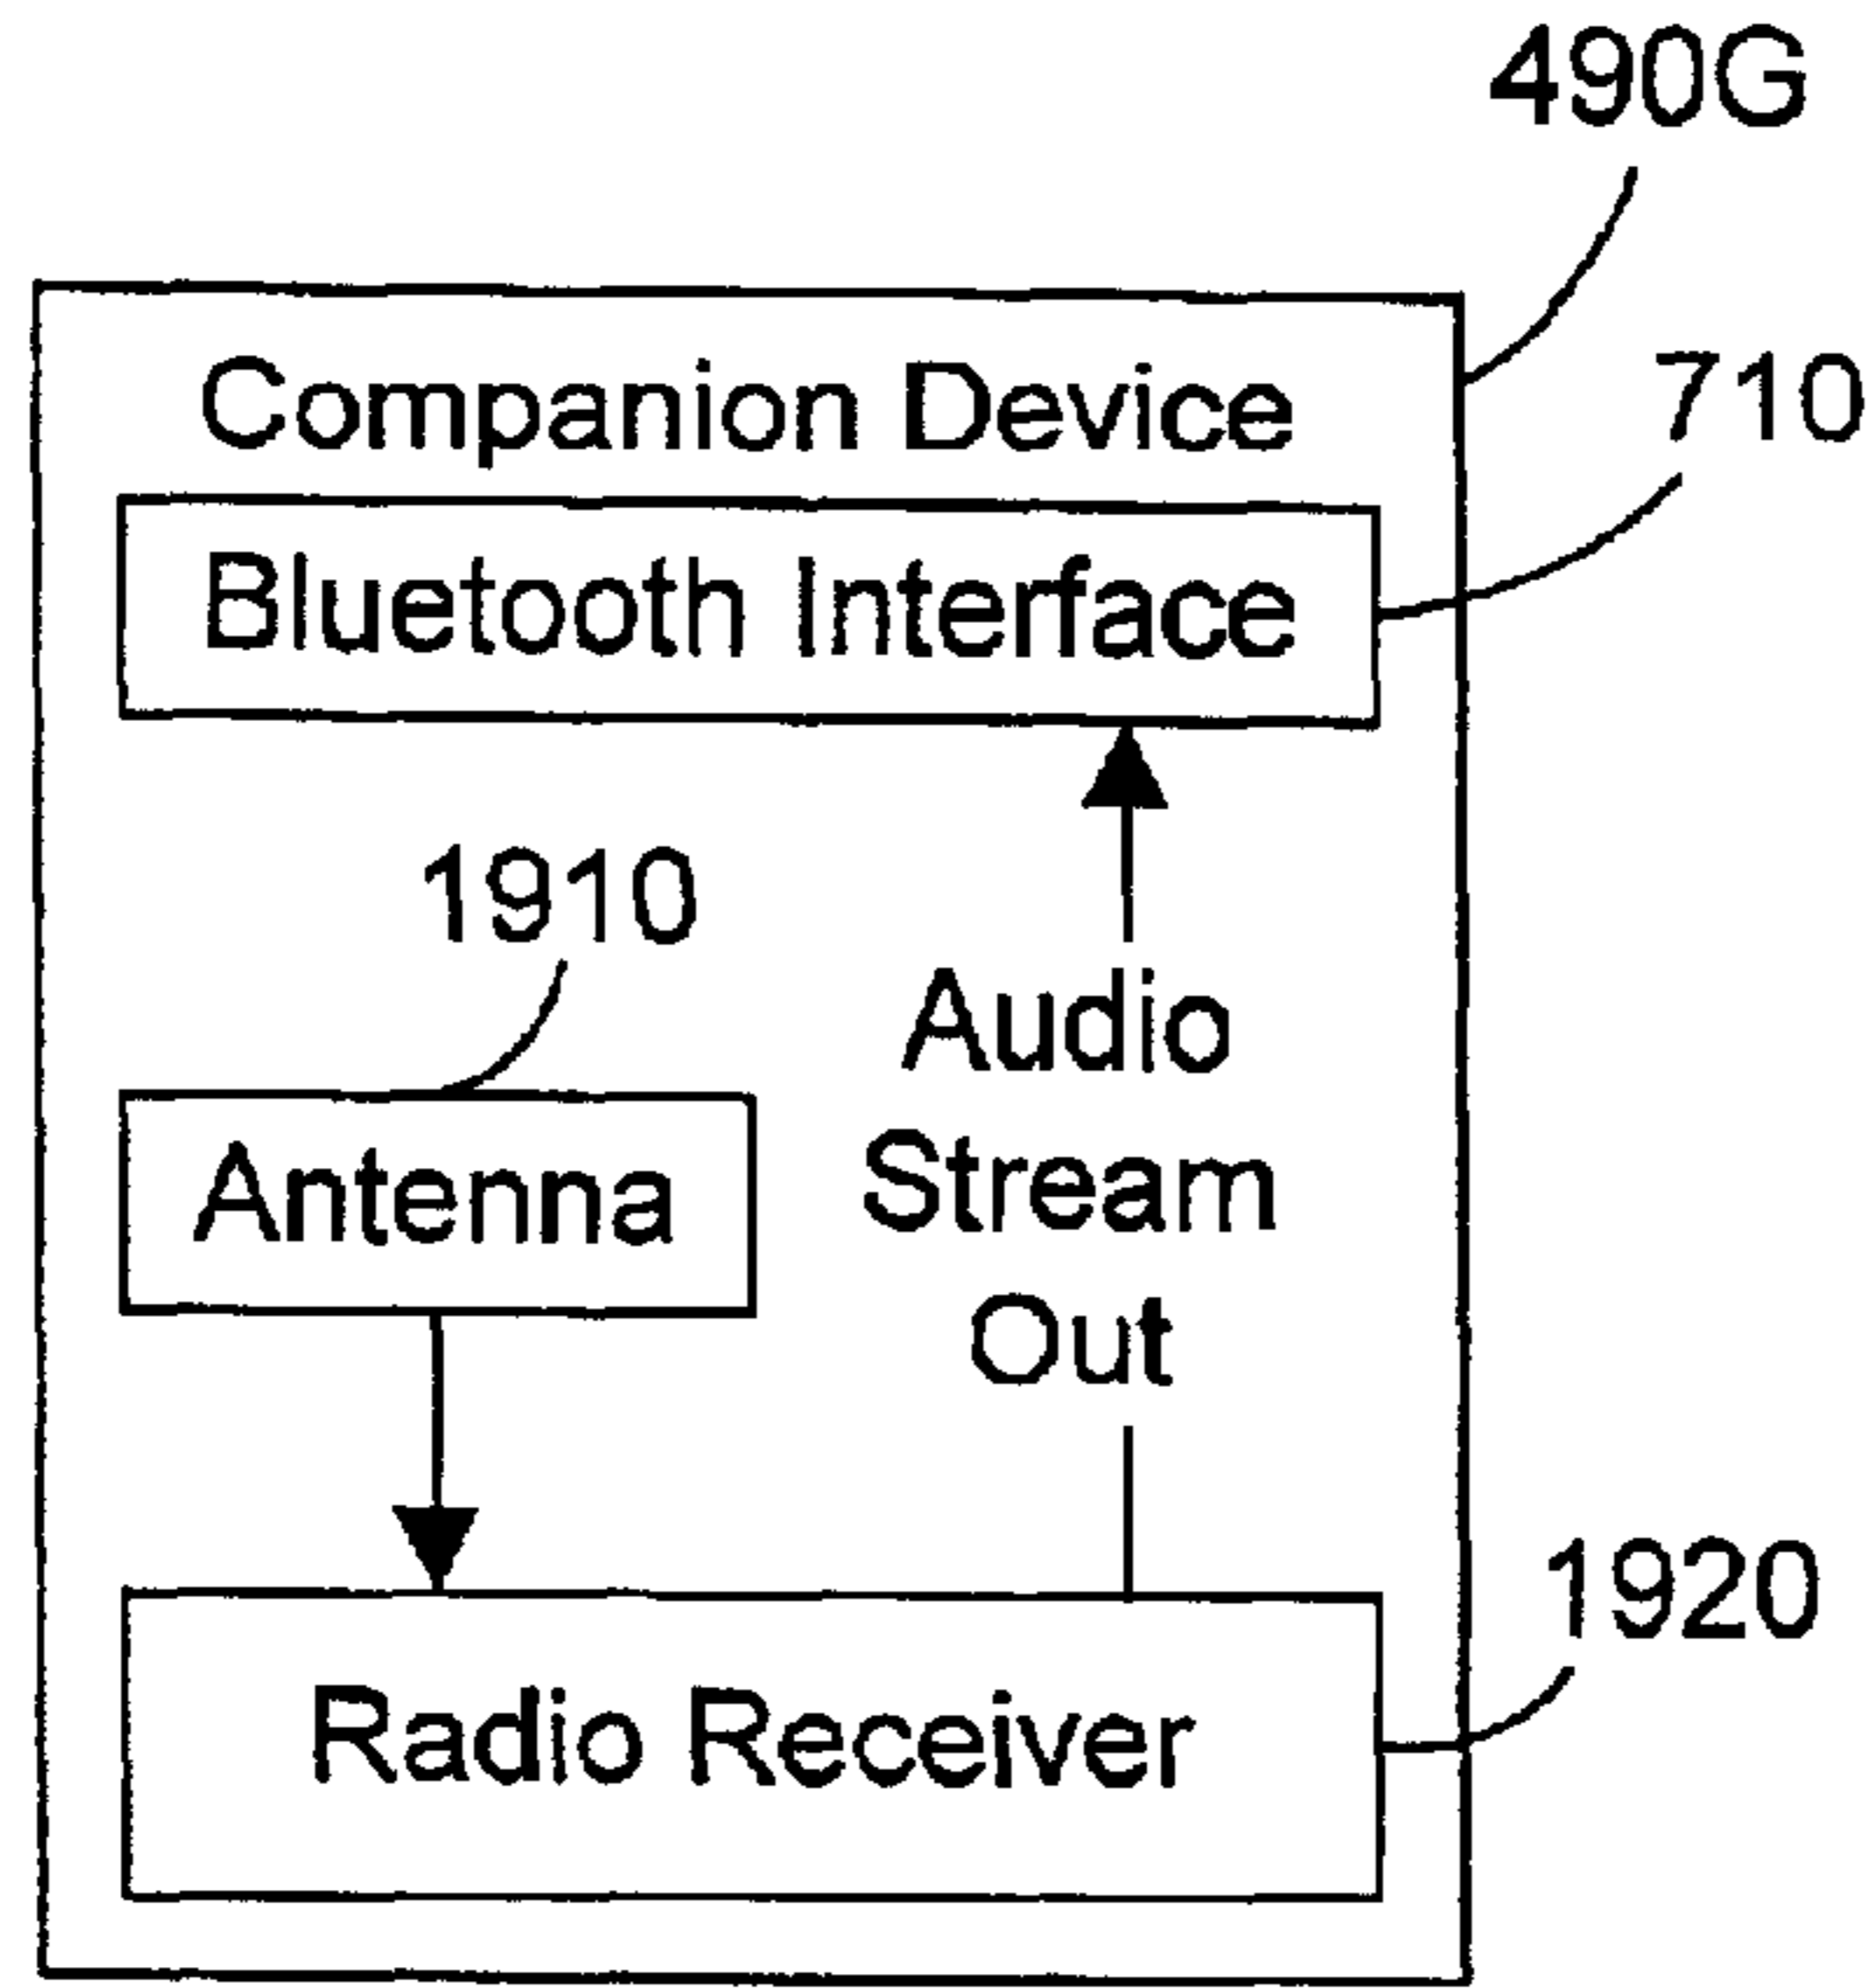 490G
Companion Device
710
Bluetooth Interface
1910
Audio
Stream
Out
Antenna
1920
Radio Receiver